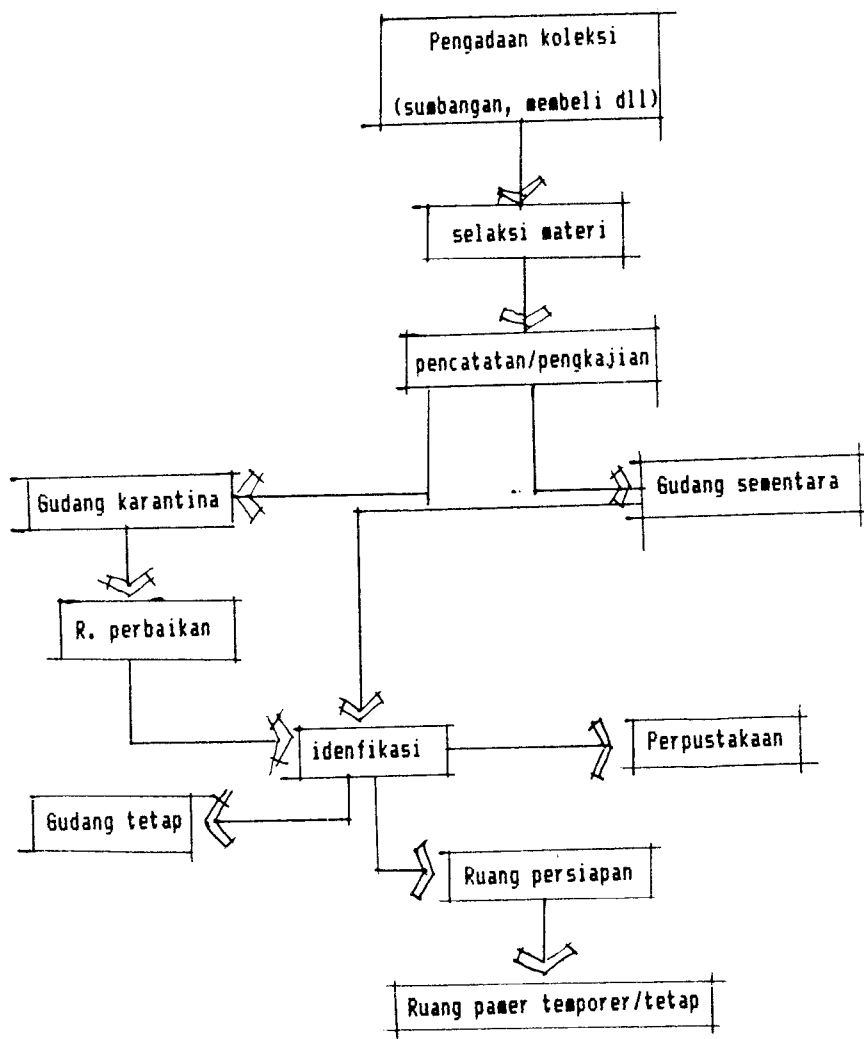 Pengadaan koleksi
(sumbangan, membeli dll)
selaksi materi
pencatatan/pengkajian
Gudang karantina
Gudang sementara
R. perbaikan
idenfikasi
Perpustakaan
Gudang tetap
Ruang persiapan
Ruang pamer temporer/tetap